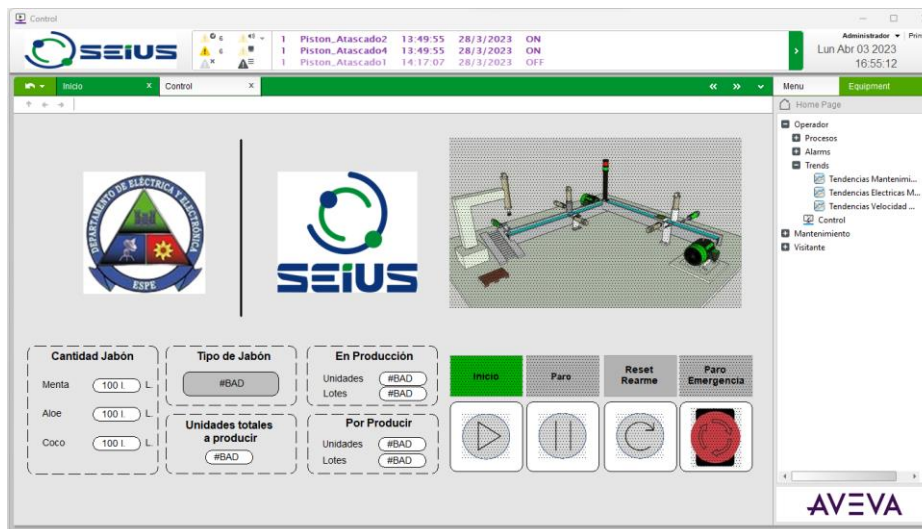 Control
SEIUS
6
1 Piston_Atascado2 13:49:55 28/3/2023 ON
6
1 Piston_Atascado4 13:49:55 28/3/2023 ON
1 Piston_Atascado1 14:17:07 28/3/2023 OFF
Administrador Prin
Lun Abr 03 2023
16:55:12
Inicio X Control X
Menu Equipment
Home Page
Operador
Procesos
Alarms
Trends
Tendencias Mantenimi...
Tendencias Electricas M...
Tendencias Velocidad ...
Control
Mantenimiento
Visitante
DEPARTAMENTO DE ELÉCTRICA Y ELECTRÓNICA
ESPE
SEIUS
Cantidad Jabón
Menta 100 l. L.
Aloe 100 l. L.
Coco 100 l. L.
Tipo de Jabón
#BAD
Unidades totales
a producir
#BAD
En Producción
Unidades #BAD
Lotes #BAD
Por Producir
Unidades #BAD
Lotes #BAD
Inicio
Paro
Reset
Rearme
Paro
Emergencia
AVEVA